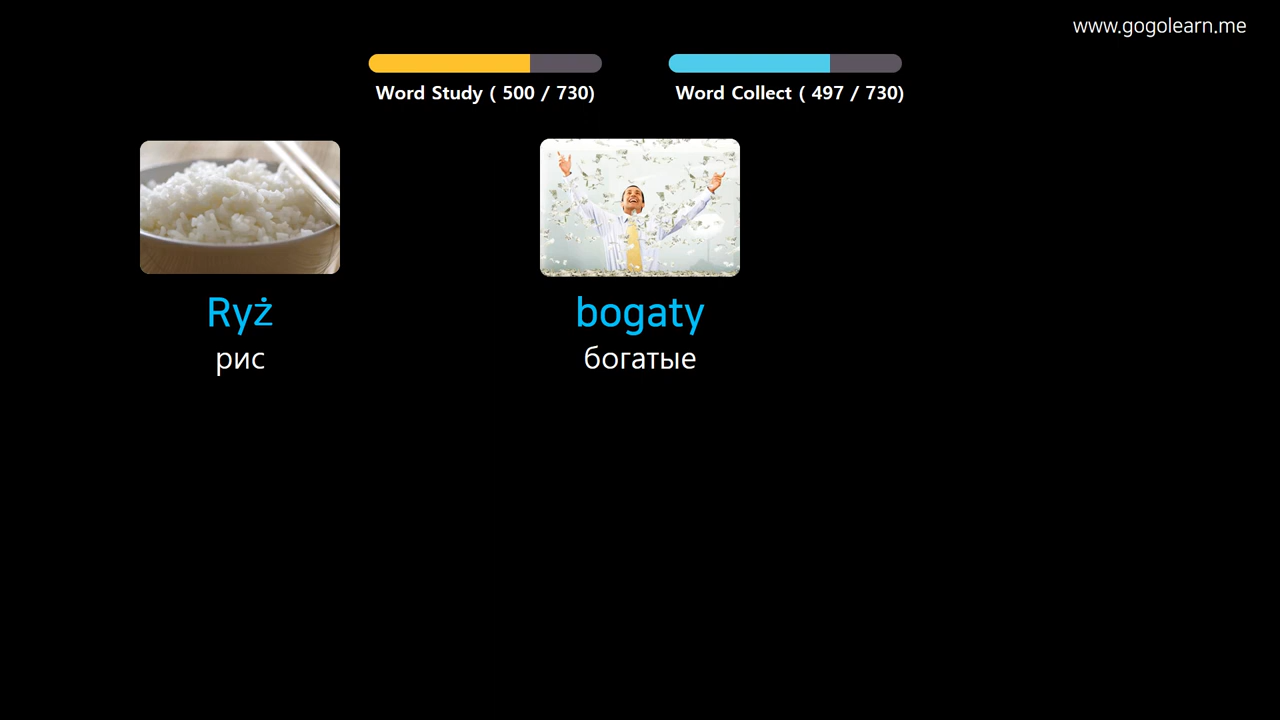 www.gogolearn.me
Word Study ( 500 / 730)
Word Collect ( 497 / 730)
Ryż
bogaty
рис
богатые